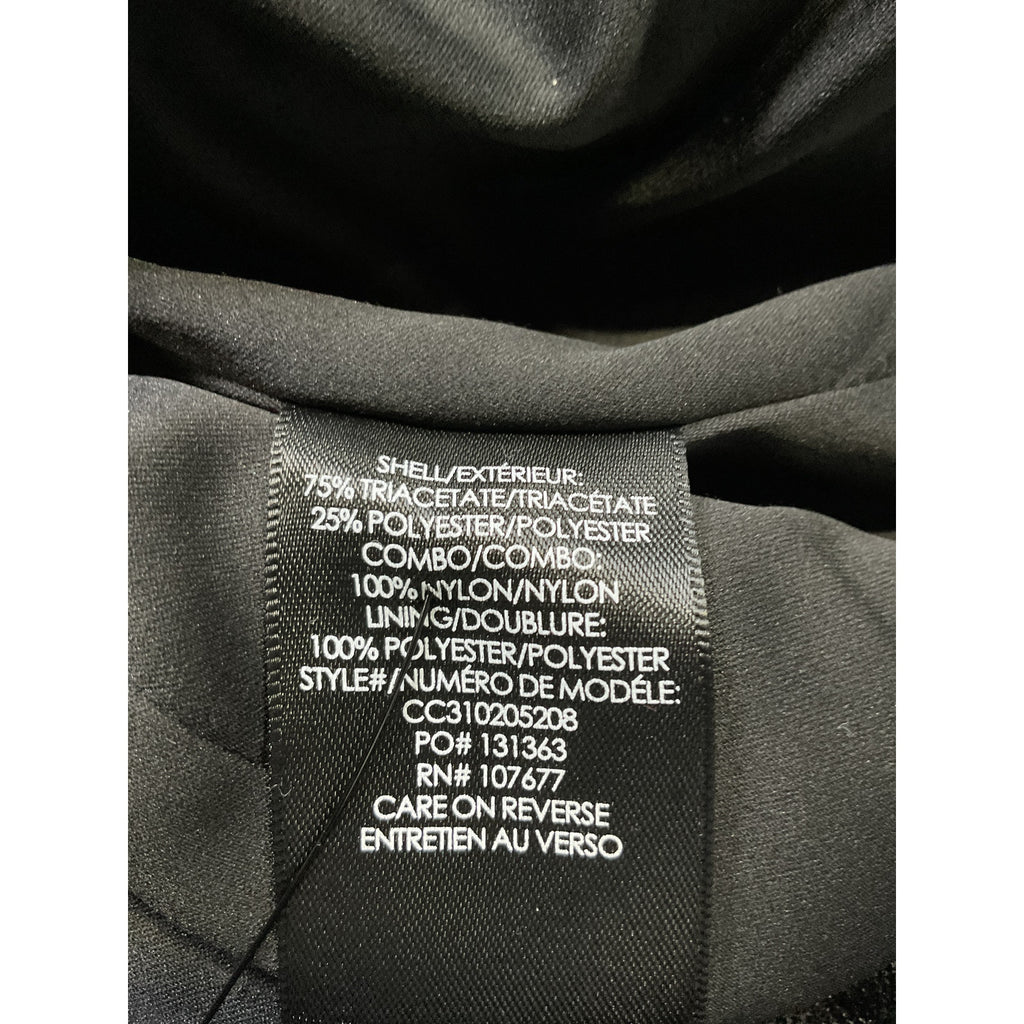 SHELL/EXTÉRIEUR:
75% TRIACETATE/TRIACÉTATE
25% POLYESTER/POLYESTER
COMBO/COMBO:
100% NYLON/NYLON
LINING/DOUBLURE:
100% POLYESTER/POLYESTER
STYLE#/NUMÉRO DE MODÉLE:
CC310205208
PO# 131363
RN# 107677
CARE ON REVERSE
ENTRETIEN AU VERSO